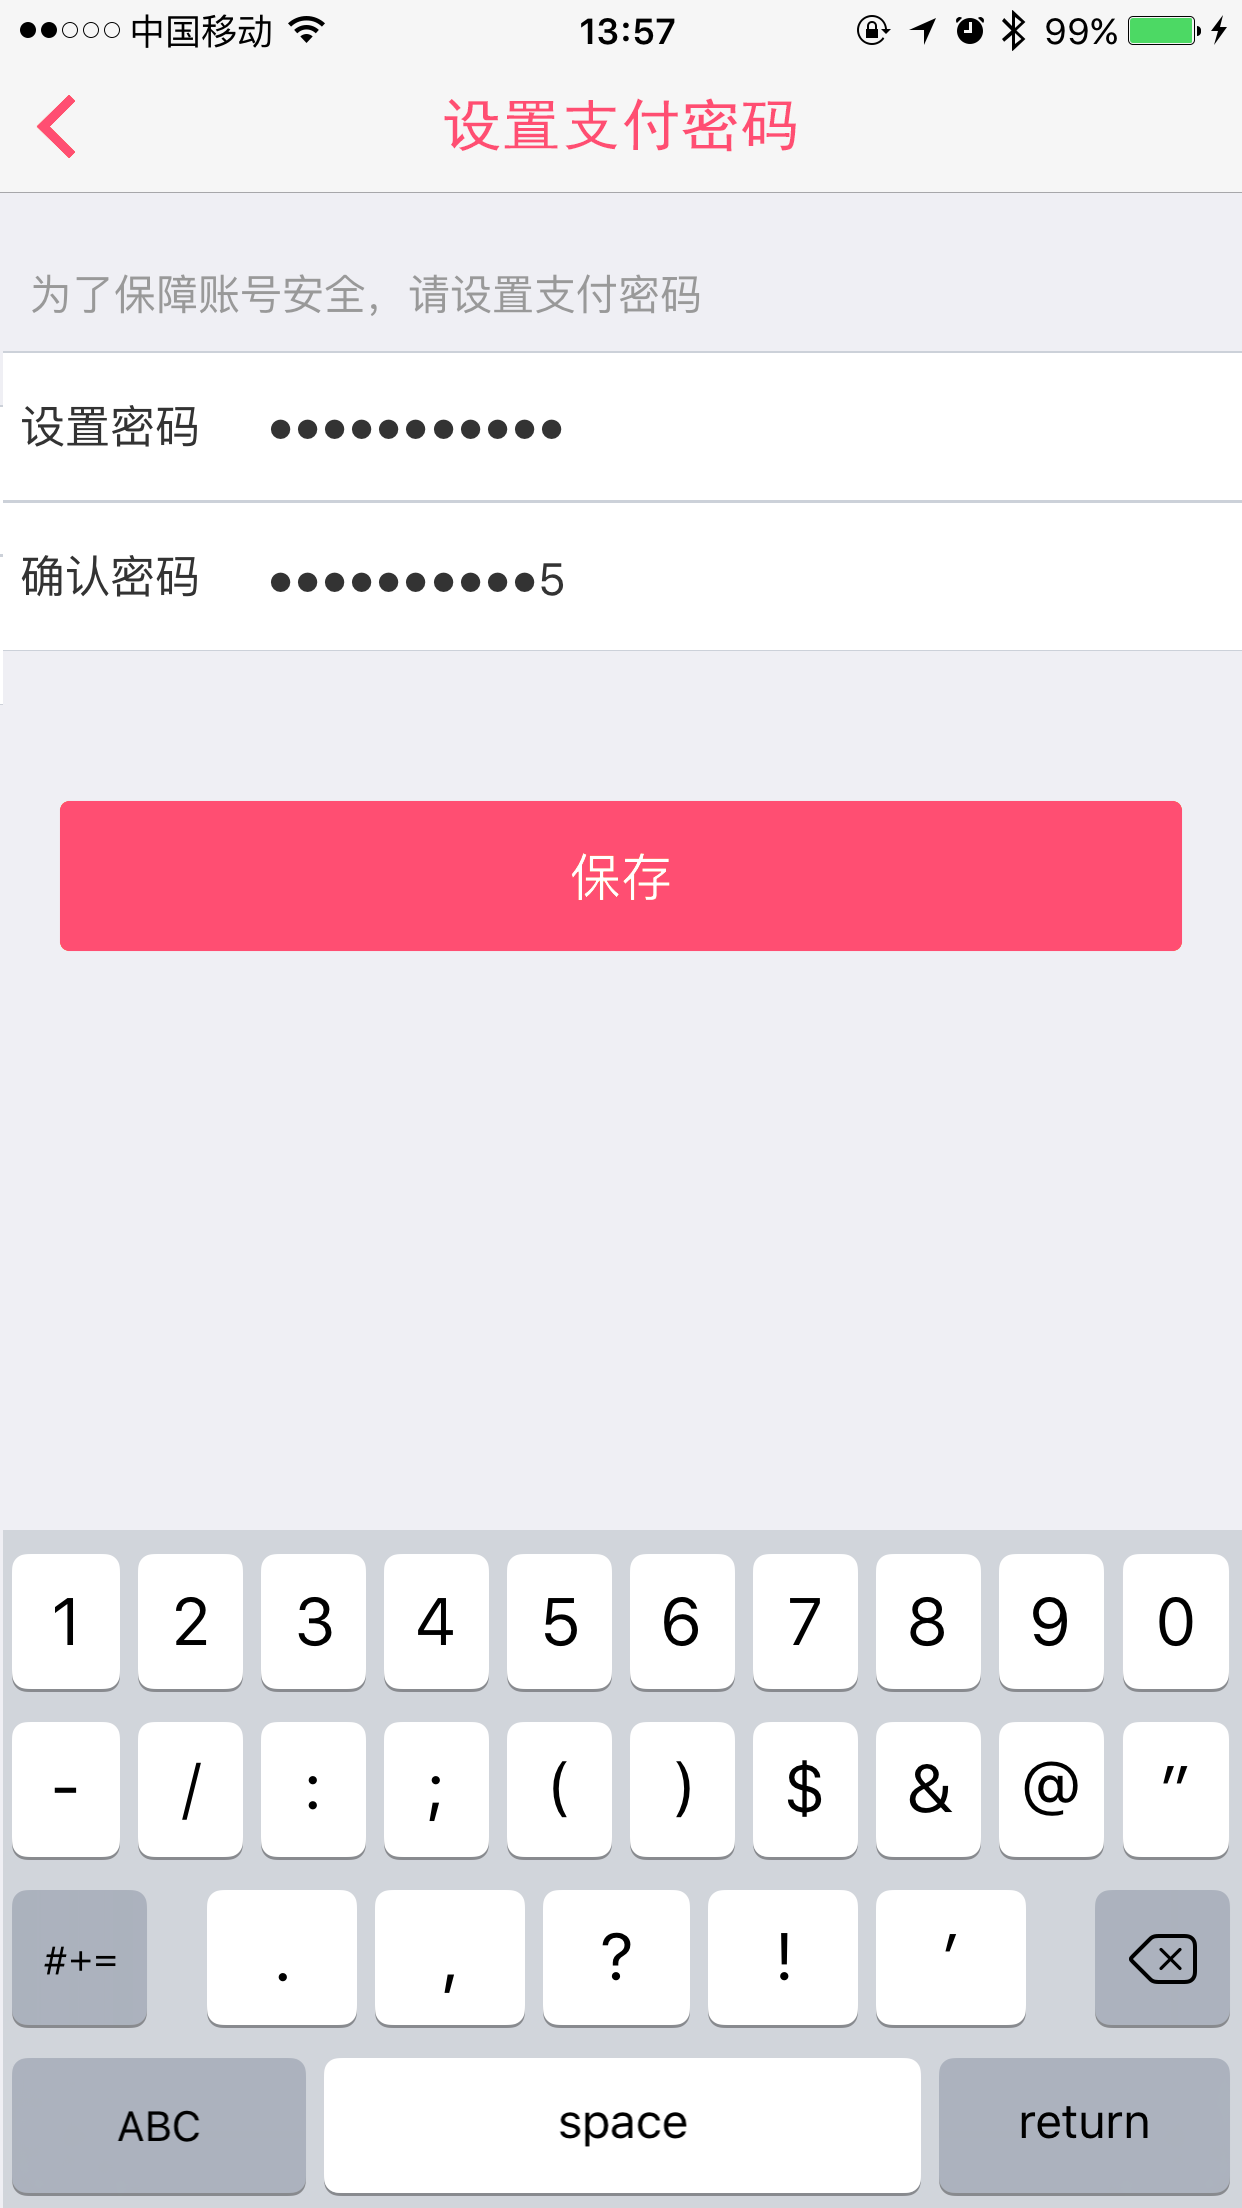 ●●○○○ 中国移动 13:57 99%
设置支付密码
为了保障账号安全，请设置支付密码
设置密码 ●●●●●●●●●●●
确认密码 ●●●●●●●●●●5
保存
1 2 3 4 5 6 7 8 9 0
- / : ; ( ) $ & @ "
#+= . , ? ! '
ABC space return